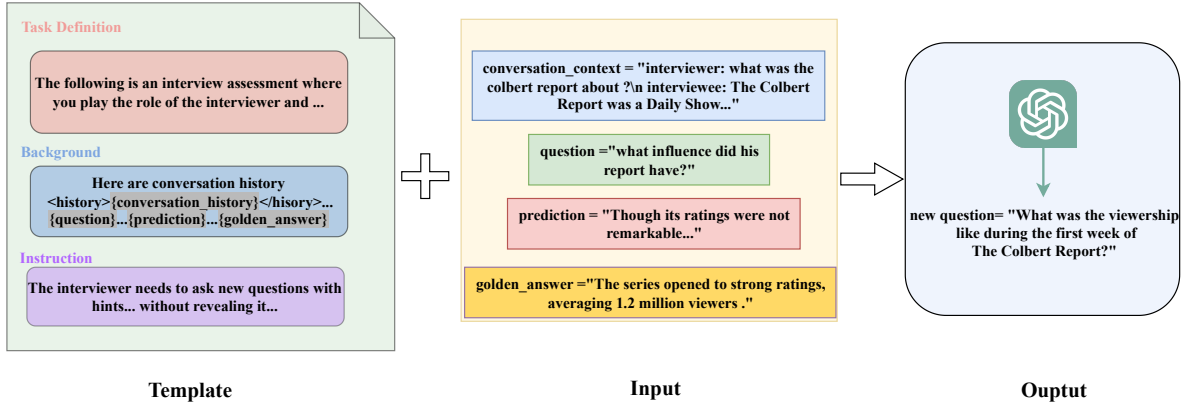 Task Definition
The following is an interview assessment where
you play the role of the interviewer and ...
Background
Here are conversation history
<history>{conversation_history}</hisory>...
{question}...{prediction}...{golden_answer}
Instruction
The interviewer needs to ask new questions with
hints... without revealing it...
Template
conversation_context = "interviewer: what was the
colbert report about ?\n interviewee: The Colbert
Report was a Daily Show..."
question ="what influence did his
report have?"
prediction = "Though its ratings were not
remarkable..."
golden_answer ="The series opened to strong ratings,
averaging 1.2 million viewers ."
Input
new question= "What was the viewership
like during the first week of
The Colbert Report?"
Ouptut